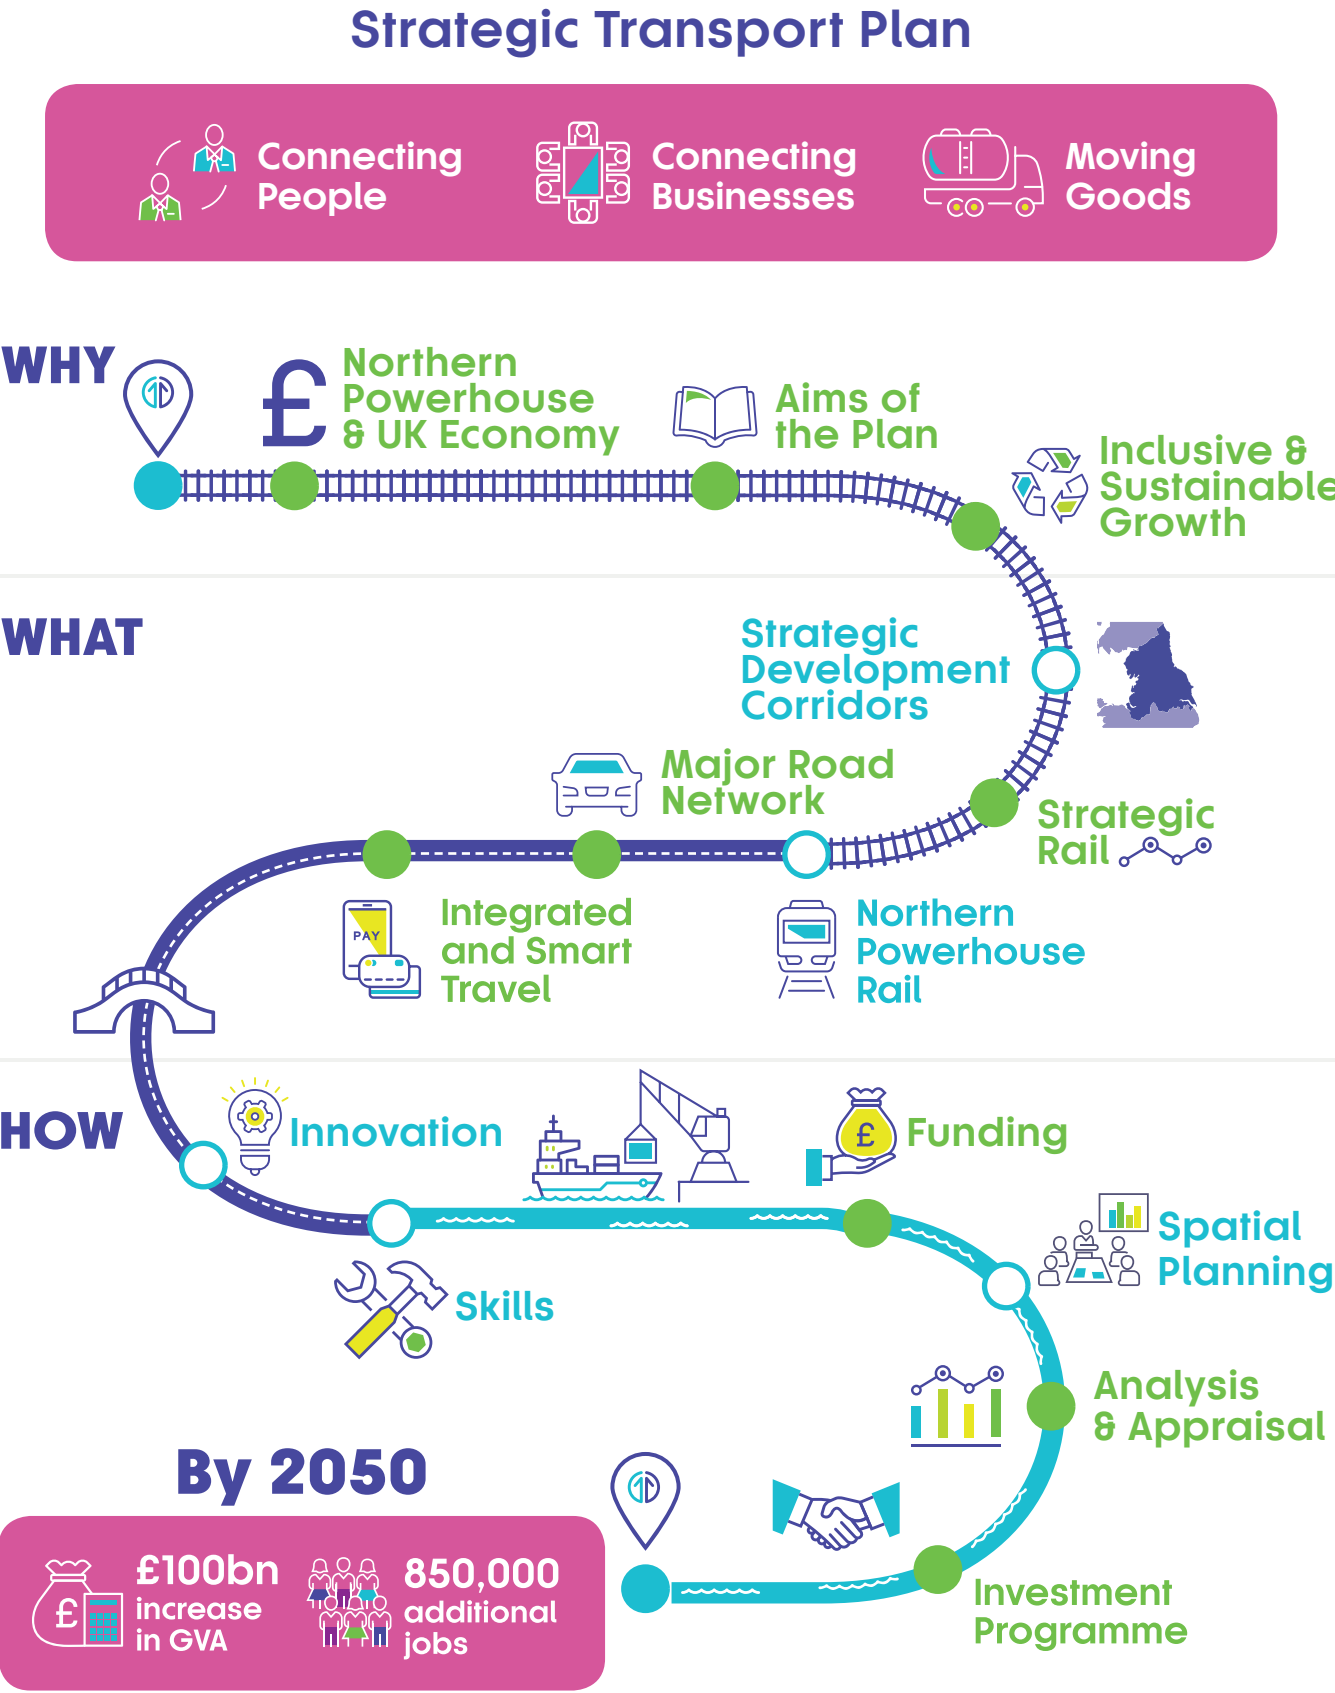 Strategic Transport Plan
Connecting
People
Connecting
Businesses
Moving
Goods
WHY
£
Northern
Powerhouse
& UK Economy
Aims of
the Plan
Inclusive &
Sustainable
Growth
WHAT
Strategic
Development
Corridors
Major Road
Network
Strategic
Rail
PAY
Integrated
and Smart
Travel
Northern
Powerhouse
Rail
HOW
Innovation
£
Funding
Spatial
Planning
Skills
Analysis
& Appraisal
By 2050
£
£100bn
increase
in GVA
850,000
additional
jobs
Investment
Programme